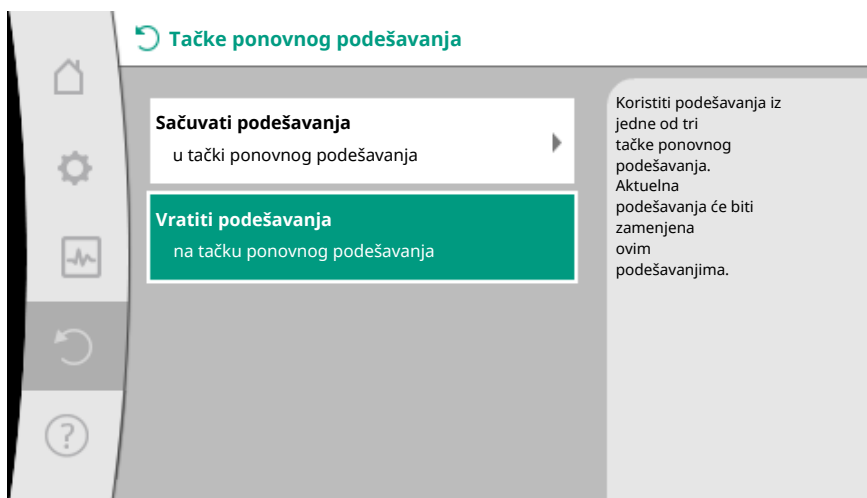 Tačke ponovnog podešavanja
Sačuvati podešavanja
u tački ponovnog podešavanja
Vratiti podešavanja
na tačku ponovnog podešavanja
Koristiti podešavanja iz
jedne od tri
tačke ponovnog
podešavanja.
Aktuelna
podešavanja će biti
zamenjena
ovim
podešavanjima.
?